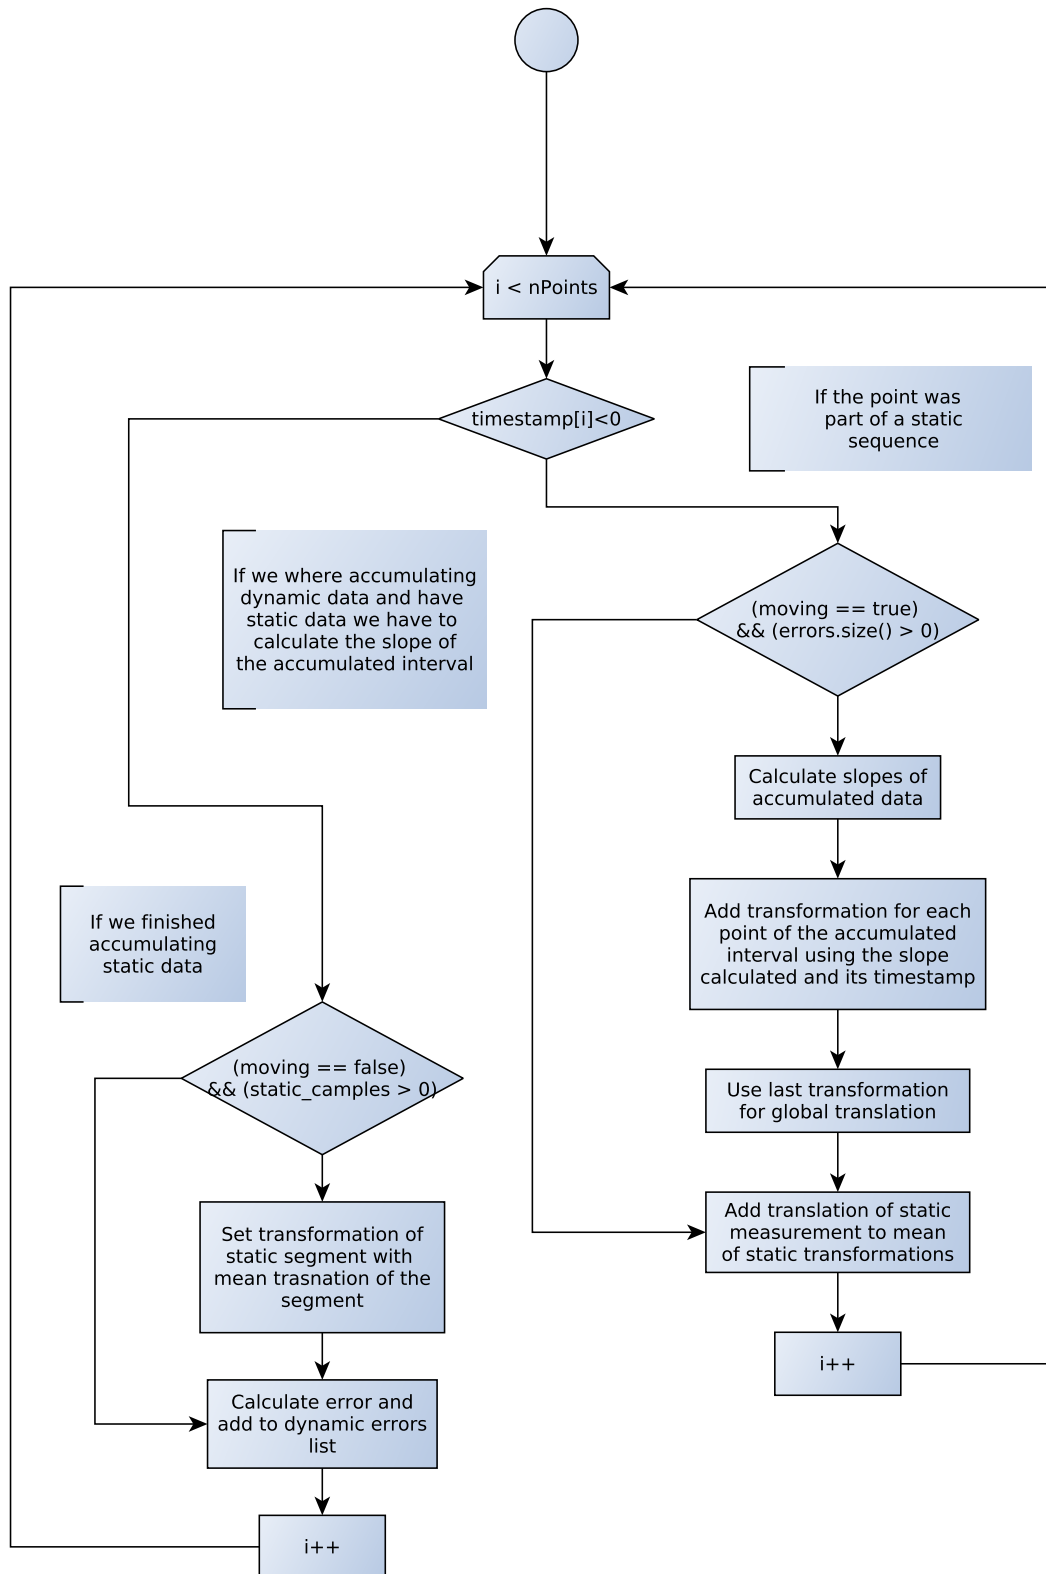 i < nPoints
timestamp[i]<0
If the point was
part of a static
sequence
If we where accumulating
dynamic data and have
static data we have to
calculate the slope of
the accumulated interval
(moving == true)
&& (errors.size() > 0)
Calculate slopes of
accumulated data
Add transformation for each
point of the accumulated
interval using the slope
calculated and its timestamp
Use last transformation
for global translation
Add translation of static
measurement to mean
of static transformations
i++
If we finished
accumulating
static data
(moving == false)
&& (static_camples > 0)
Set transformation of
static segment with
mean trasnation of the
segment
Calculate error and
add to dynamic errors
list
i++